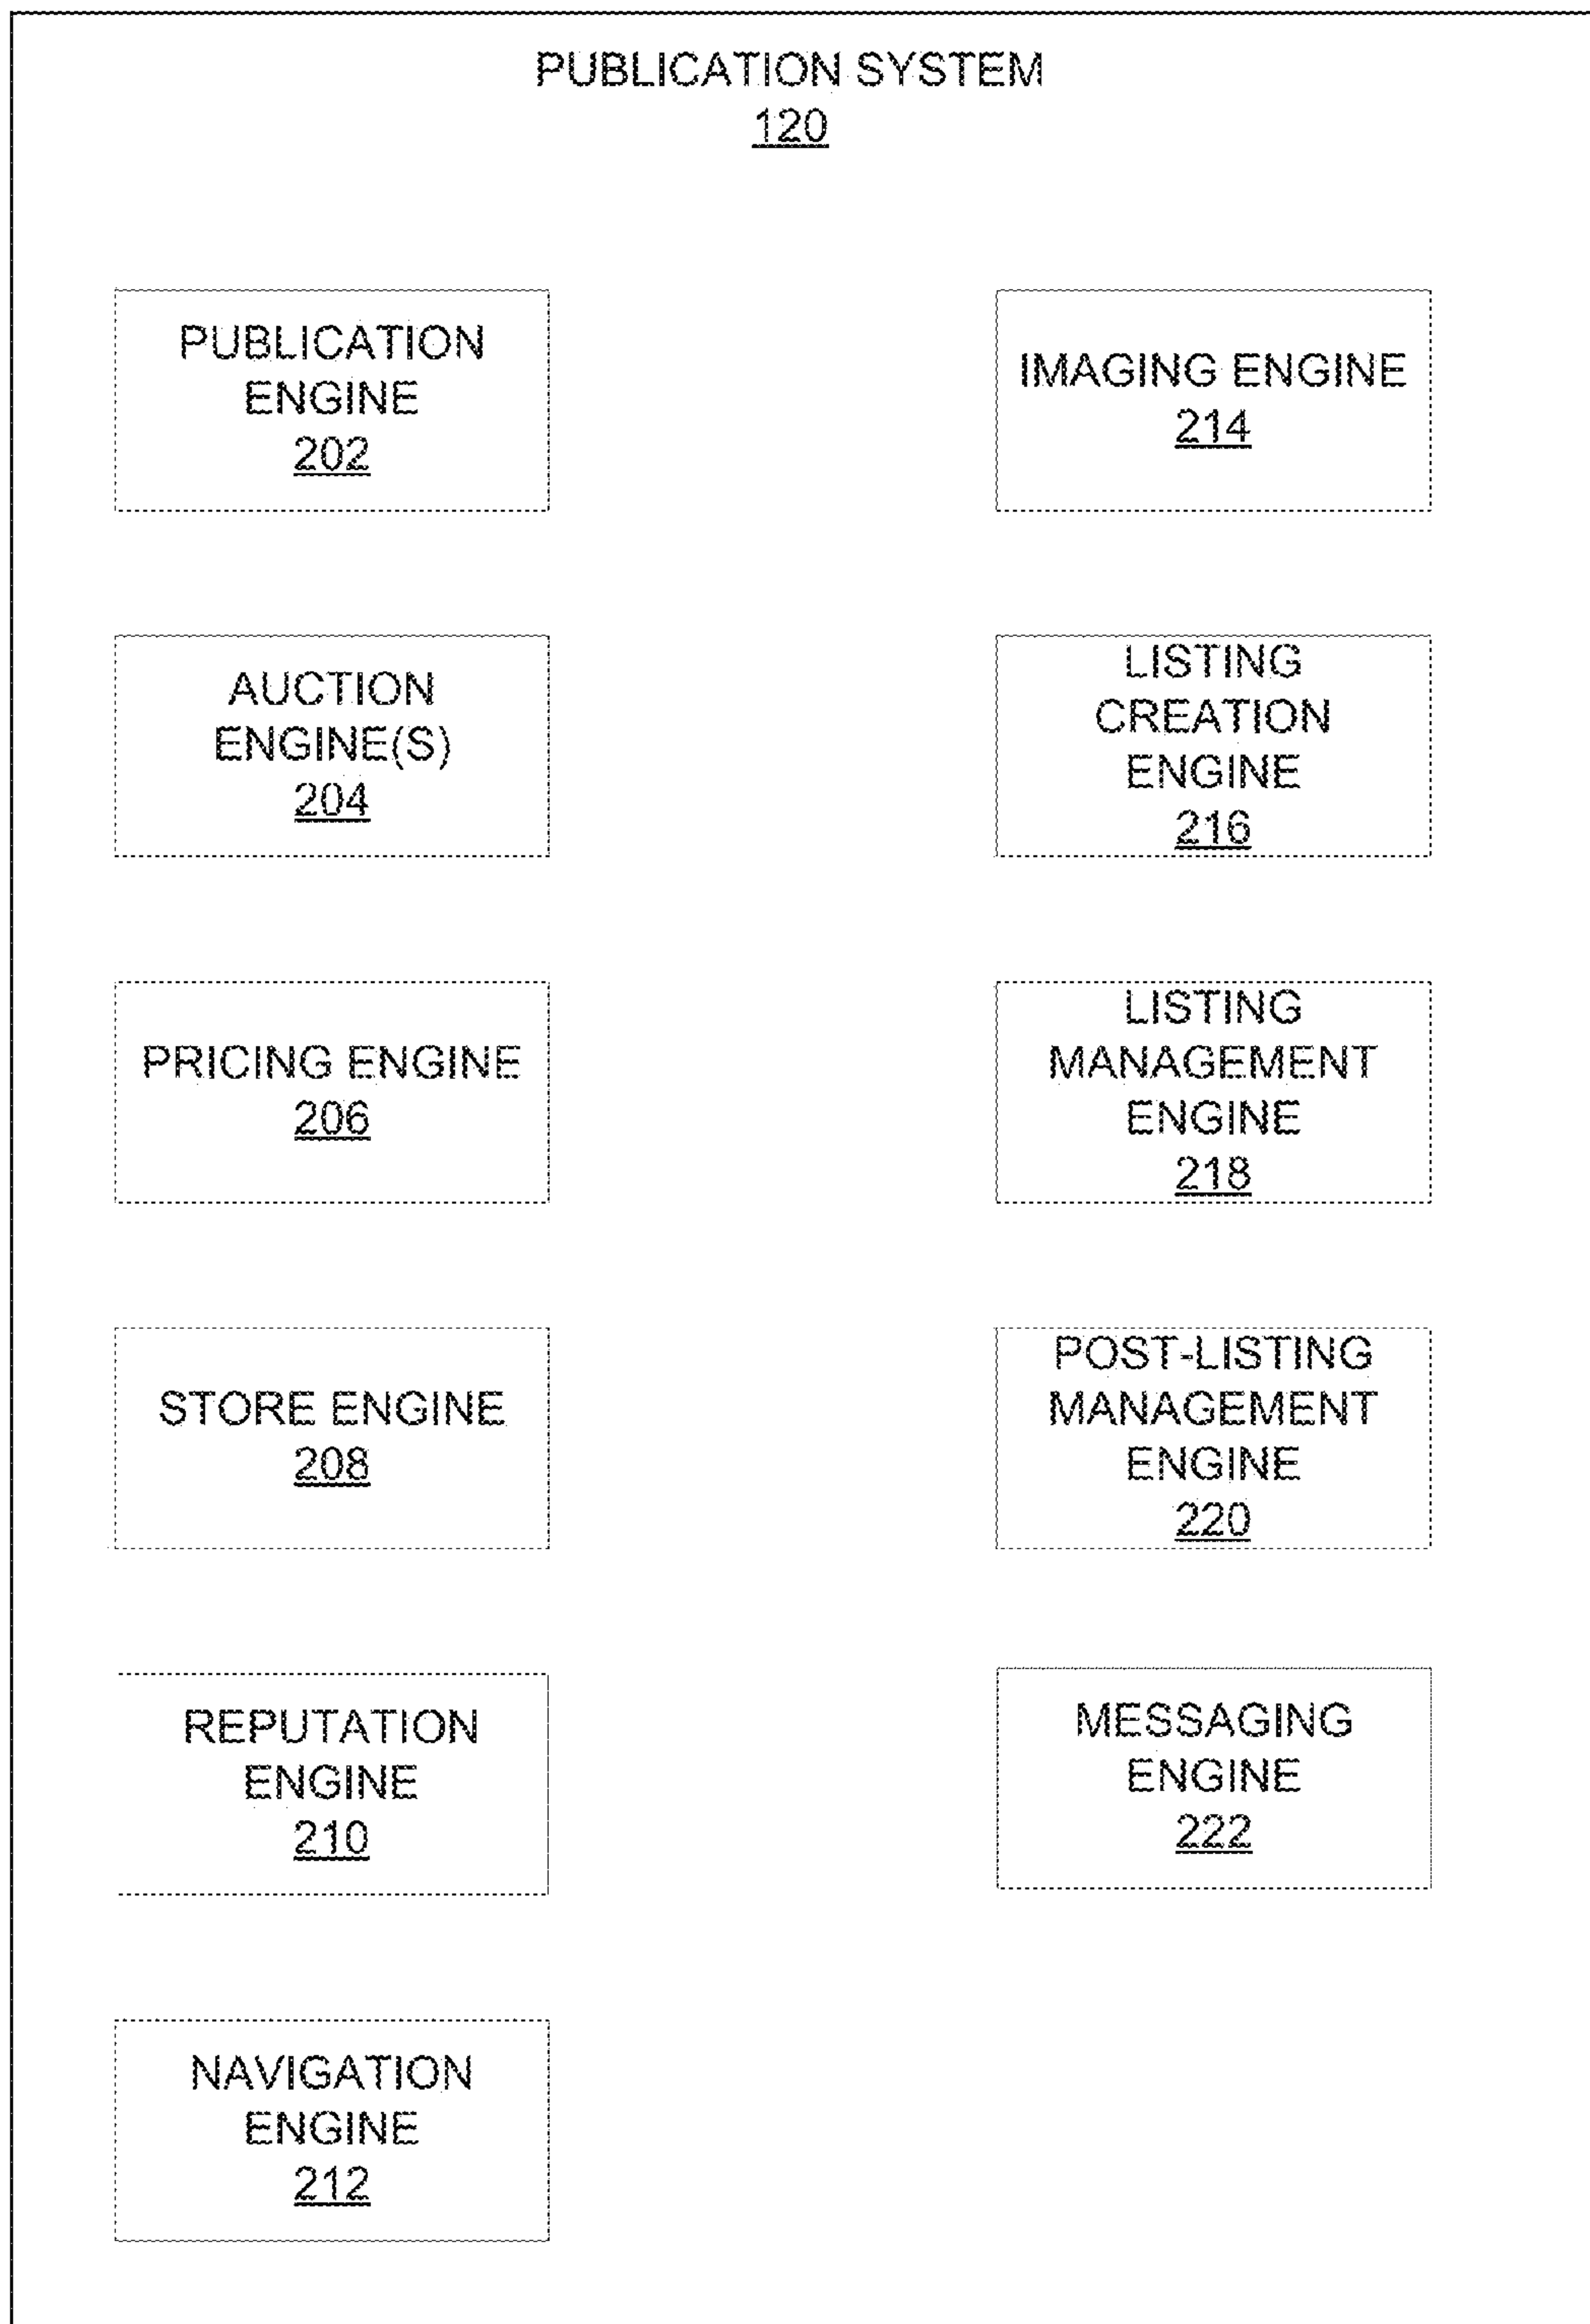 PUBLICATION SYSTEM
120
PUBLICATION
ENGINE
202
AUCTION
ENGINE(S)
204
PRICING ENGINE
206
STORE ENGINE
208
REPUTATION
ENGINE
210
NAVIGATION
ENGINE
212
IMAGING ENGINE
214
LISTING
CREATION
ENGINE
216
LISTING
MANAGEMENT
ENGINE
218
POST-LISTING
MANAGEMENT
ENGINE
220
MESSAGING
ENGINE
222